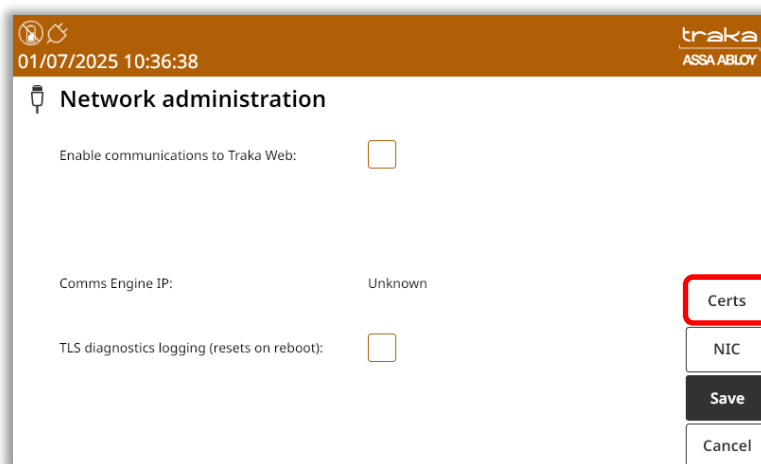 traka
01/07/2025 10:36:38
ASSA ABLOY
Network administration
Enable communications to Traka Web:
Comms Engine IP: Unknown
Certs
TLS diagnostics logging (resets on reboot):
NIC
Save
Cancel